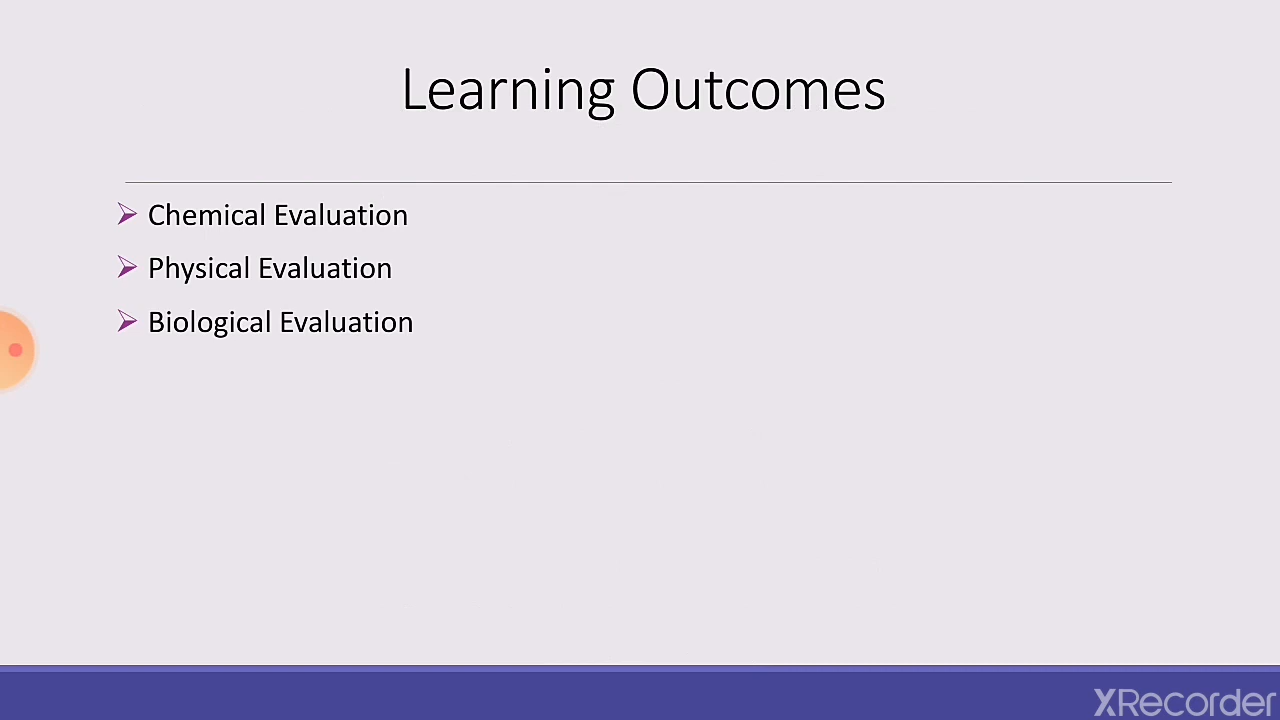 Learning Outcomes
Chemical Evaluation
Physical Evaluation
Biological Evaluation
XRecorder